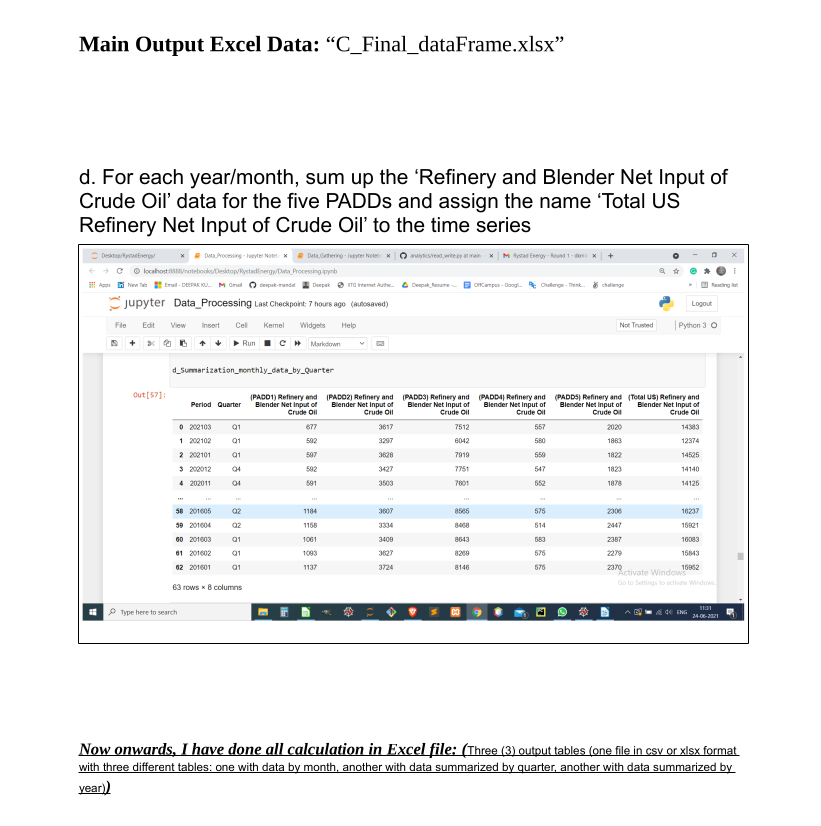 Main Output Excel Data: “C_Final_dataFrame.xlsx”
d. For each year/month, sum up the ‘Refinery and Blender Net Input of
Crude Oil’ data for the five PADDs and assign the name ‘Total US
Refinery Net Input of Crude Oil’ to the time series
Desktop/RystadEnergy/ Data_Processing - Jupyter Notebo Data_Gathering - Jupyter Notebo analytics/read_write.py at main Rystad Energy - Round 1 - dkm
localhost:8888/notebooks/Desktop/RystadEnergy/Data_Processing.ipynb
Apps New Tab Email - DEEPAK KU... Gmail deepak-mandal Deepak IITG Internet Authe... Deepak_Resume -... OffCampus - Googl... Challenge - Think... challenge Reading list
jupyter Data_Processing Last Checkpoint: 7 hours ago (autosaved) Logout
File Edit View Insert Cell Kernel Widgets Help Not Trusted Python 3
Run Markdown
d_Summarization_monthly_data_by_Quarter
Out[57]:
Period Quarter (PADD1) Refinery and Blender Net Input of Crude Oil (PADD2) Refinery and Blender Net Input of Crude Oil (PADD3) Refinery and Blender Net Input of Crude Oil (PADD4) Refinery and Blender Net Input of Crude Oil (PADD5) Refinery and Blender Net Input of Crude Oil (Total US) Refinery and Blender Net Input of Crude Oil
0 202103 Q1 677 3617 7512 557 2020 14383
1 202102 Q1 592 3297 6042 580 1863 12374
2 202101 Q1 597 3628 7919 559 1822 14525
3 202012 Q4 592 3427 7751 547 1823 14140
4 202011 Q4 591 3503 7601 552 1878 14125
... ... ... ... ... ... ... ... ...
58 201605 Q2 1184 3607 8565 575 2306 16237
59 201604 Q2 1158 3334 8468 514 2447 15921
60 201603 Q1 1061 3409 8643 583 2387 16083
61 201602 Q1 1093 3627 8269 575 2279 15843
62 201601 Q1 1137 3724 8146 575 2370 15952
Activate Windows
Go to Settings to activate Windows.
63 rows × 8 columns
Type here to search ENG 11:31
24-06-2021
Now onwards, I have done all calculation in Excel file: (Three (3) output tables (one file in csv or xlsx format
with three different tables: one with data by month, another with data summarized by quarter, another with data summarized by
year))